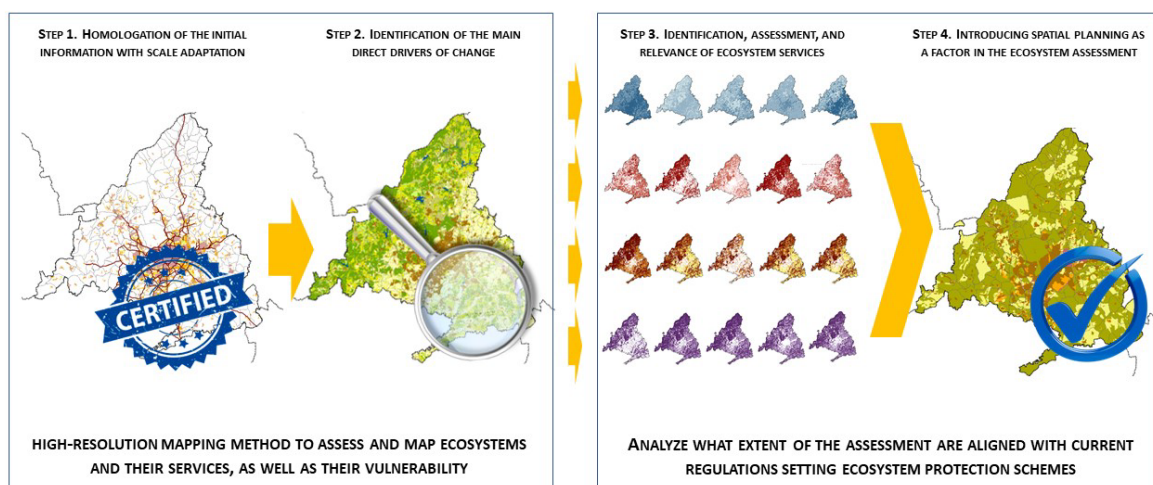 STEP 1. HOMOLOGATION OF THE INITIAL
INFORMATION WITH SCALE ADAPTATION
STEP 2. IDENTIFICATION OF THE MAIN
DIRECT DRIVERS OF CHANGE
CERTIFIED
HIGH-RESOLUTION MAPPING METHOD TO ASSESS AND MAP ECOSYSTEMS
AND THEIR SERVICES, AS WELL AS THEIR VULNERABILITY
STEP 3. IDENTIFICATION, ASSESSMENT, AND
RELEVANCE OF ECOSYSTEM SERVICES
STEP 4. INTRODUCING SPATIAL PLANNING AS
A FACTOR IN THE ECOSYSTEM ASSESSMENT
ANALYZE WHAT EXTENT OF THE ASSESSMENT ARE ALIGNED WITH CURRENT
REGULATIONS SETTING ECOSYSTEM PROTECTION SCHEMES